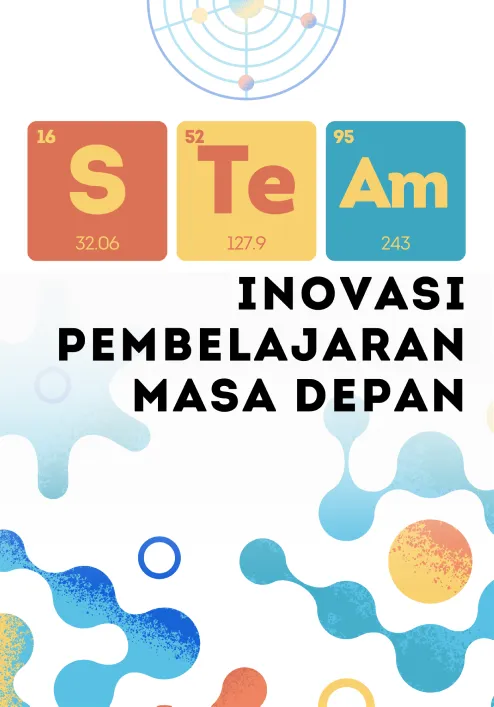 16
S
32.06
52
Te
127.9
95
Am
243
INOVASI
PEMBELAJARAN
MASA DEPAN